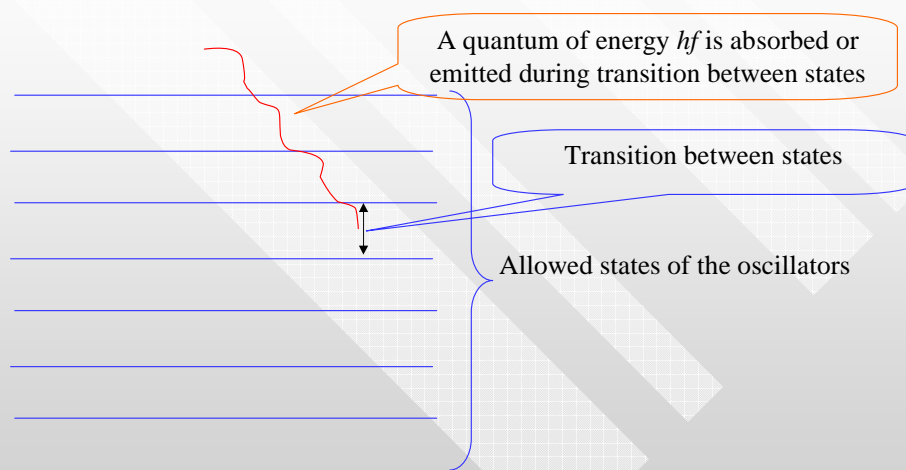 A quantum of energy hf is absorbed or
emitted during transition between states
Transition between states
Allowed states of the oscillators